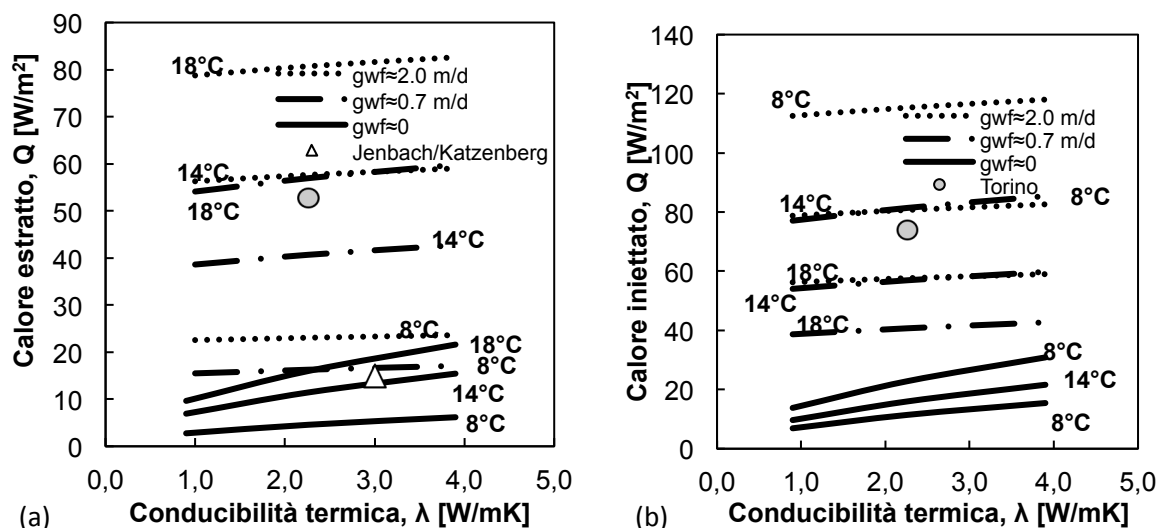 90
80
70
60
50
40
30
20
10
0
Calore estratto, Q [W/m²]
18°C
gwf≈2.0 m/d
gwf≈0.7 m/d
gwf≈0
Jenbach/Katzenberg
14°C
18°C
14°C
8°C
18°C
8°C
14°C
8°C
0,0 1,0 2,0 3,0 4,0 5,0
(a) Conducibilità termica, λ [W/mK]
140
120
100
80
60
40
20
0
Calore iniettato, Q [W/m²]
8°C
gwf≈2.0 m/d
gwf≈0.7 m/d
gwf≈0
Torino
14°C
8°C
18°C
14°C
18°C
8°C
14°C
8°C
0,0 1,0 2,0 3,0 4,0 5,0
(b) Conducibilità termica, λ [W/mK]